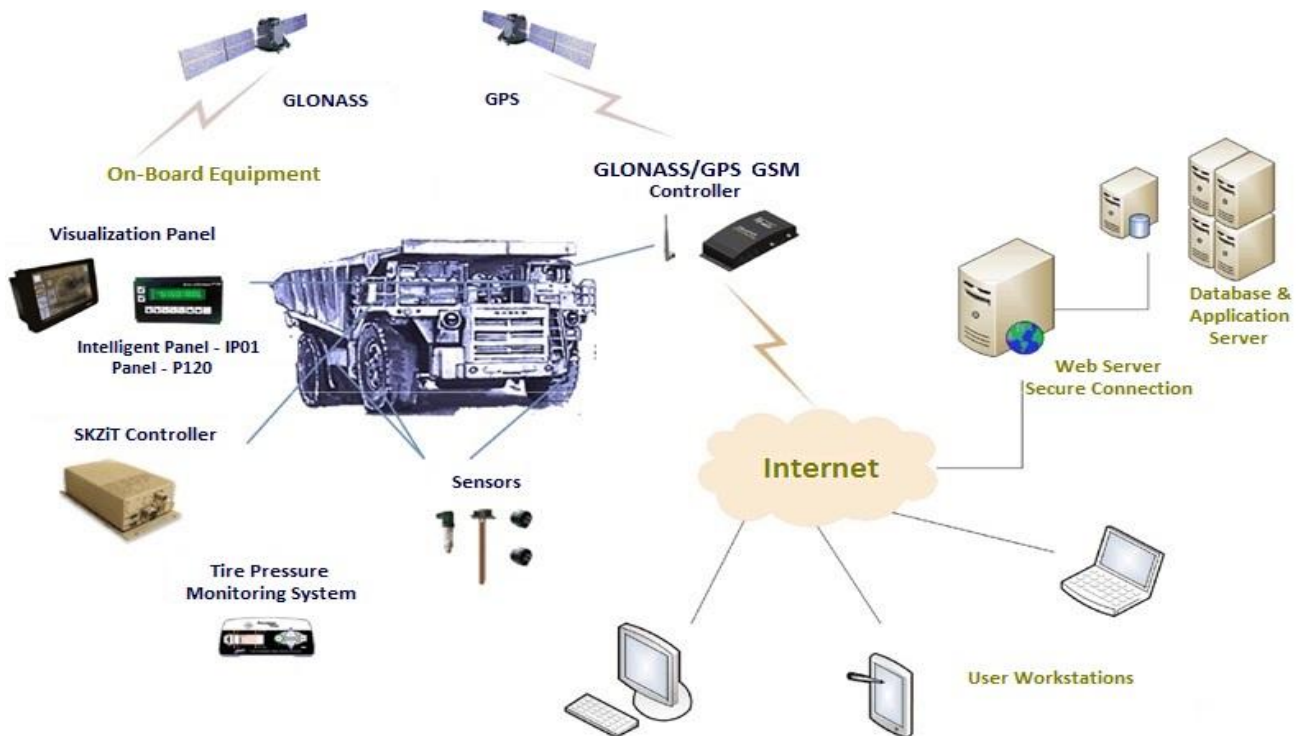 GLONASS
GPS
On-Board Equipment
GLONASS/GPS GSM
Controller
Visualization Panel
Intelligent Panel - IP01
Panel - P120
SKZiT Controller
Sensors
Tire Pressure
Monitoring System
Internet
Web Server
Secure Connection
Database &
Application
Server
User Workstations